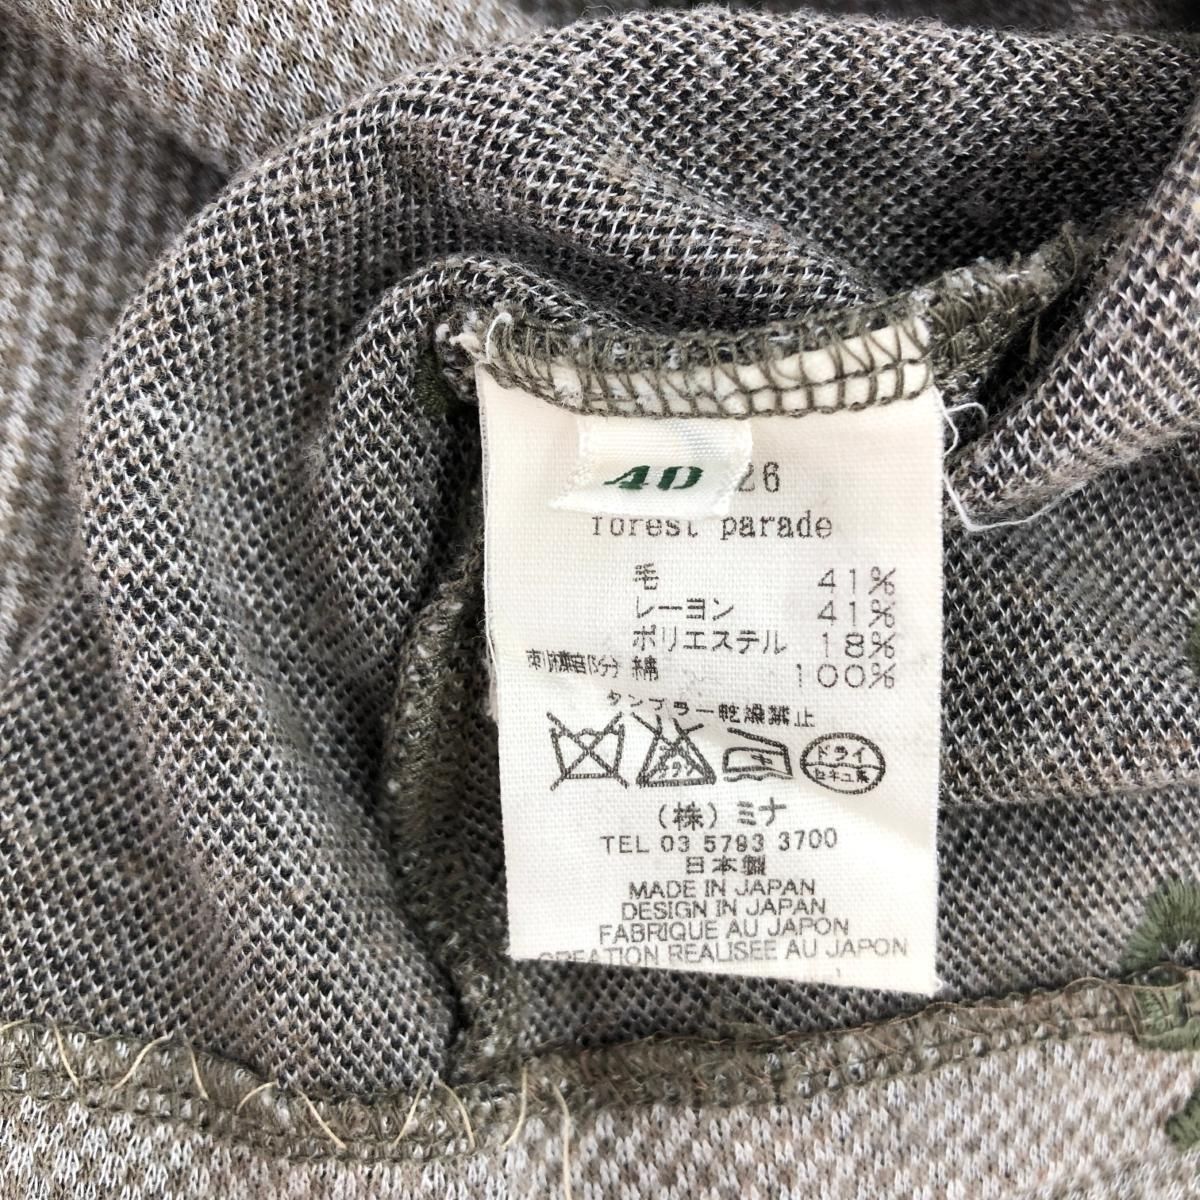 AD
26
forest parade
毛 41%
レーヨン 41%
ポリエステル 18%
刺繍部分 綿 100%
タンブラー乾燥禁止
ドライ
セキユ系
(株)ミナ
TEL 03 5793 3700
日本製
MADE IN JAPAN
DESIGN IN JAPAN
FABRIQUE AU JAPON
CREATION REALISEE AU JAPON